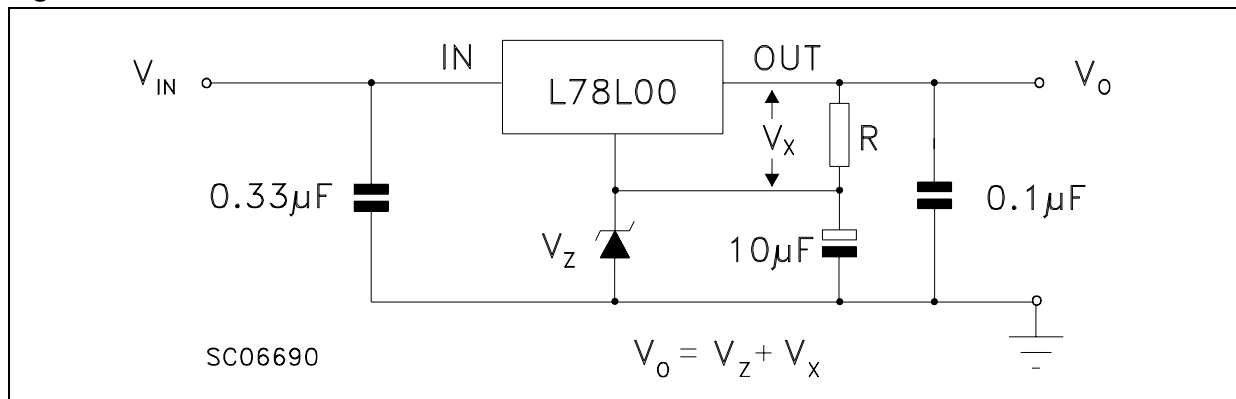 V_IN
IN
L78L00
OUT
V_O
V_X
R
0.33µF
V_Z
10µF
0.1µF
SC06690
V_O = V_Z + V_X